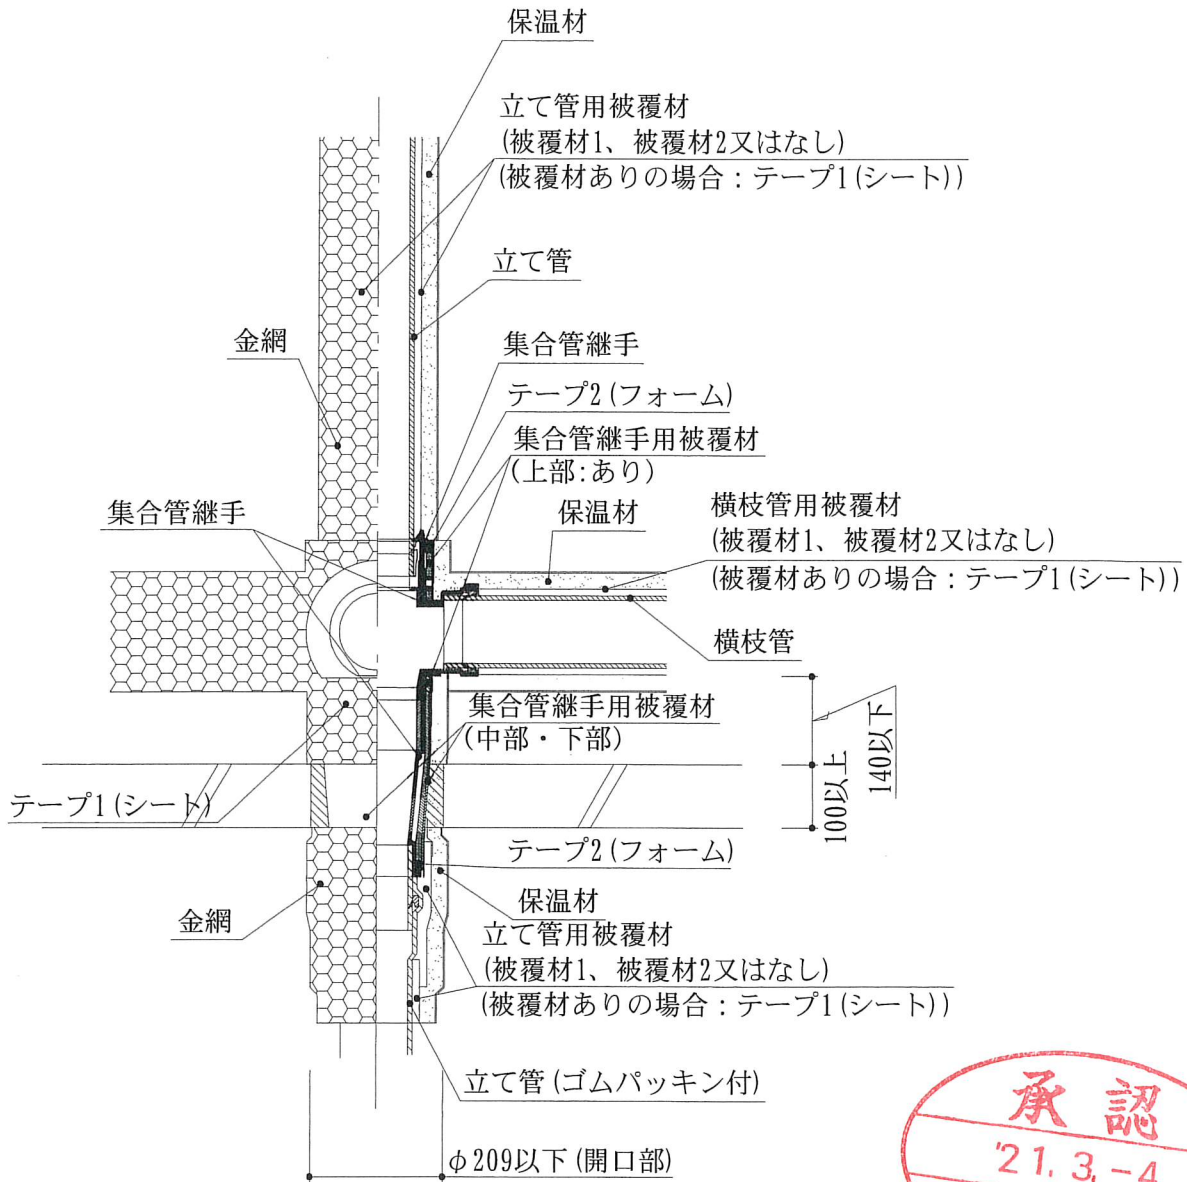 保温材
立て管用被覆材
(被覆材1、被覆材2又はなし)
(被覆材ありの場合：テープ1(シート))
立て管
金網
集合管継手
テープ2(フォーム)
集合管継手用被覆材
(上部:あり)
集合管継手
保温材
横枝管用被覆材
(被覆材1、被覆材2又はなし)
(被覆材ありの場合：テープ1(シート))
横枝管
集合管継手用被覆材
(中部・下部)
140以下
100以上
テープ1(シート)
テープ2(フォーム)
金網
保温材
立て管用被覆材
(被覆材1、被覆材2又はなし)
(被覆材ありの場合：テープ1(シート))
立て管(ゴムパッキン付)
φ209以下(開口部)
承認
'21.3.-4